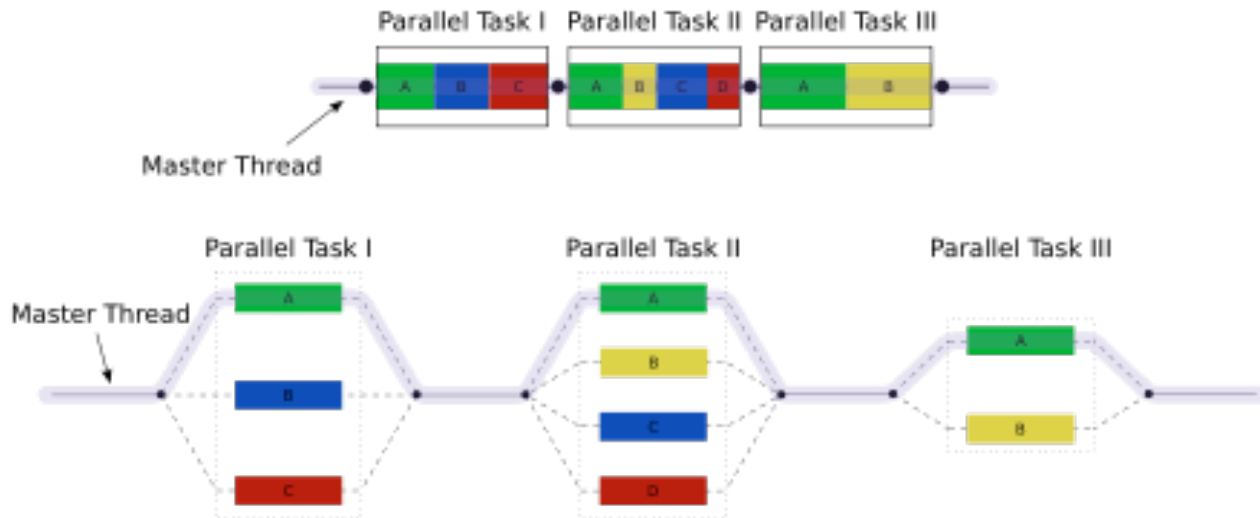 Parallel Task I Parallel Task II Parallel Task III
A B C A B C D A B
Master Thread
Parallel Task I Parallel Task II Parallel Task III
A A
Master Thread
A
B
B
C
B
C D